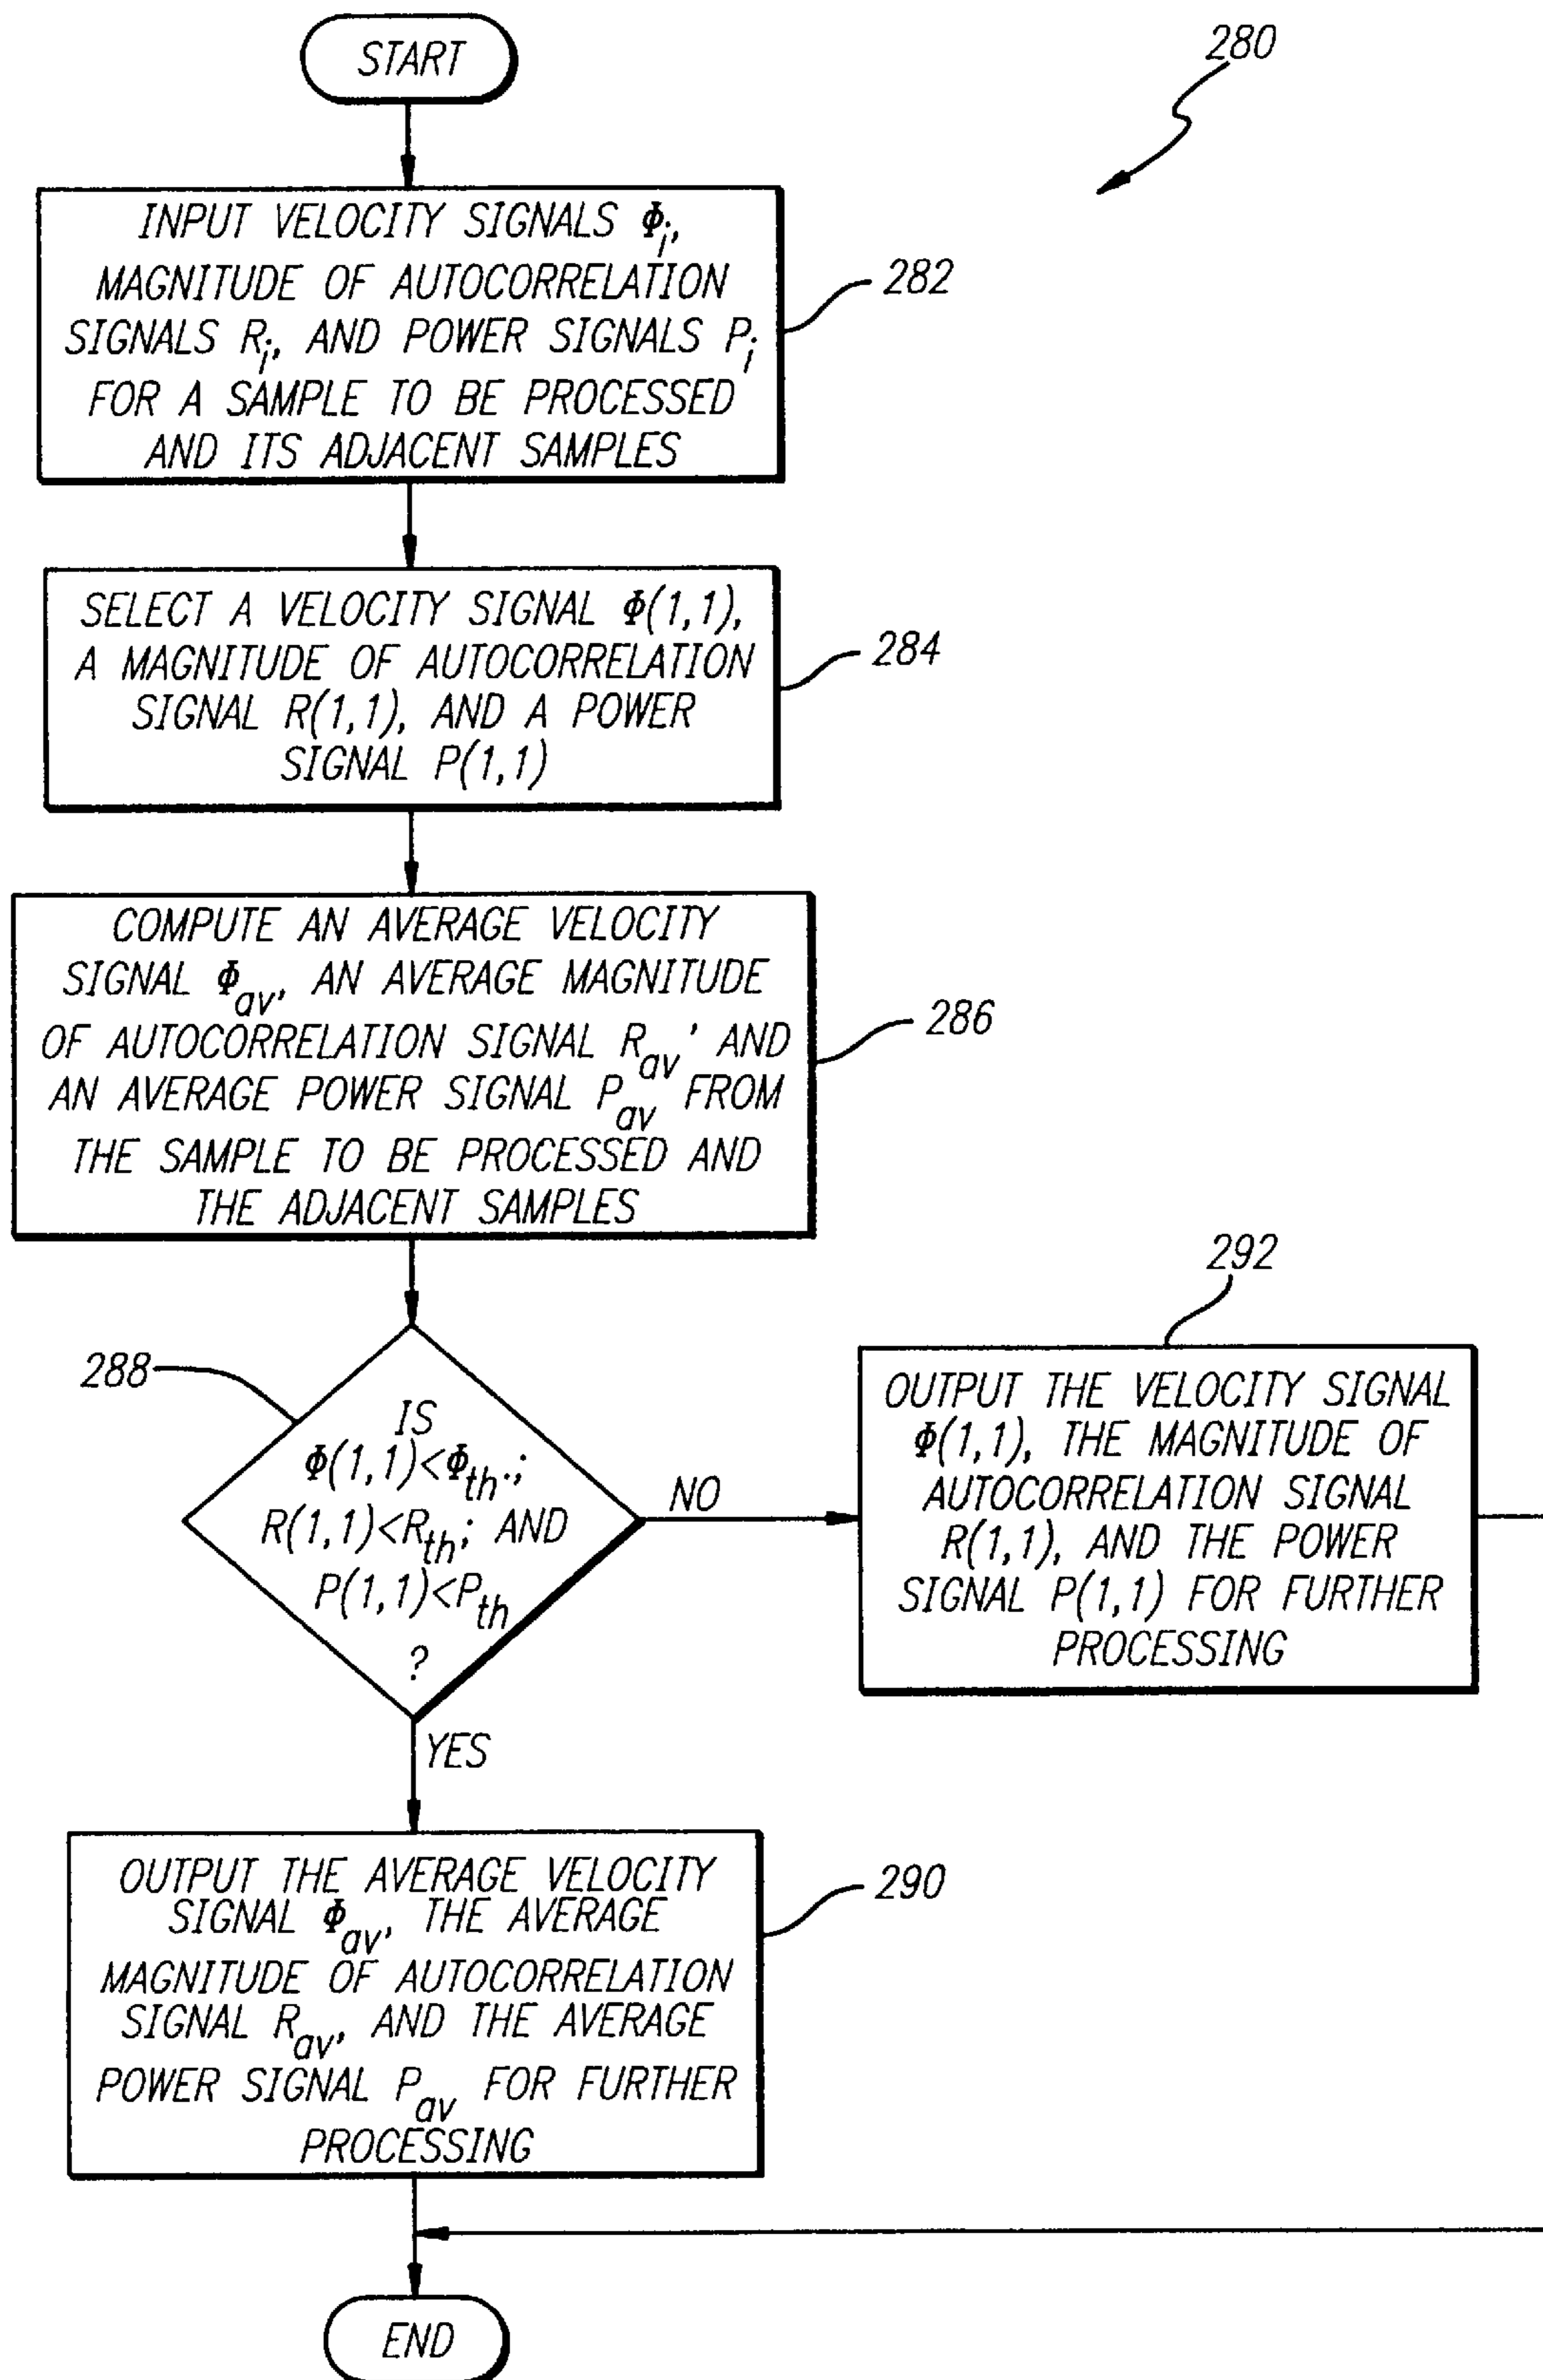 START
280
INPUT VELOCITY SIGNALS Φi,
MAGNITUDE OF AUTOCORRELATION
SIGNALS Ri, AND POWER SIGNALS Pi
FOR A SAMPLE TO BE PROCESSED
AND ITS ADJACENT SAMPLES
282
SELECT A VELOCITY SIGNAL Φ(1,1),
A MAGNITUDE OF AUTOCORRELATION
SIGNAL R(1,1), AND A POWER
SIGNAL P(1,1)
284
COMPUTE AN AVERAGE VELOCITY
SIGNAL Φav, AN AVERAGE MAGNITUDE
OF AUTOCORRELATION SIGNAL Rav' AND
AN AVERAGE POWER SIGNAL Pav FROM
THE SAMPLE TO BE PROCESSED AND
THE ADJACENT SAMPLES
286
288
IS
Φ(1,1)<Φth.;
R(1,1)<Rth; AND
P(1,1)<Pth
?
NO
YES
292
OUTPUT THE VELOCITY SIGNAL
Φ(1,1), THE MAGNITUDE OF
AUTOCORRELATION SIGNAL
R(1,1), AND THE POWER
SIGNAL P(1,1) FOR FURTHER
PROCESSING
OUTPUT THE AVERAGE VELOCITY
SIGNAL Φav, THE AVERAGE
MAGNITUDE OF AUTOCORRELATION
SIGNAL Rav, AND THE AVERAGE
POWER SIGNAL Pav FOR FURTHER
PROCESSING
290
END